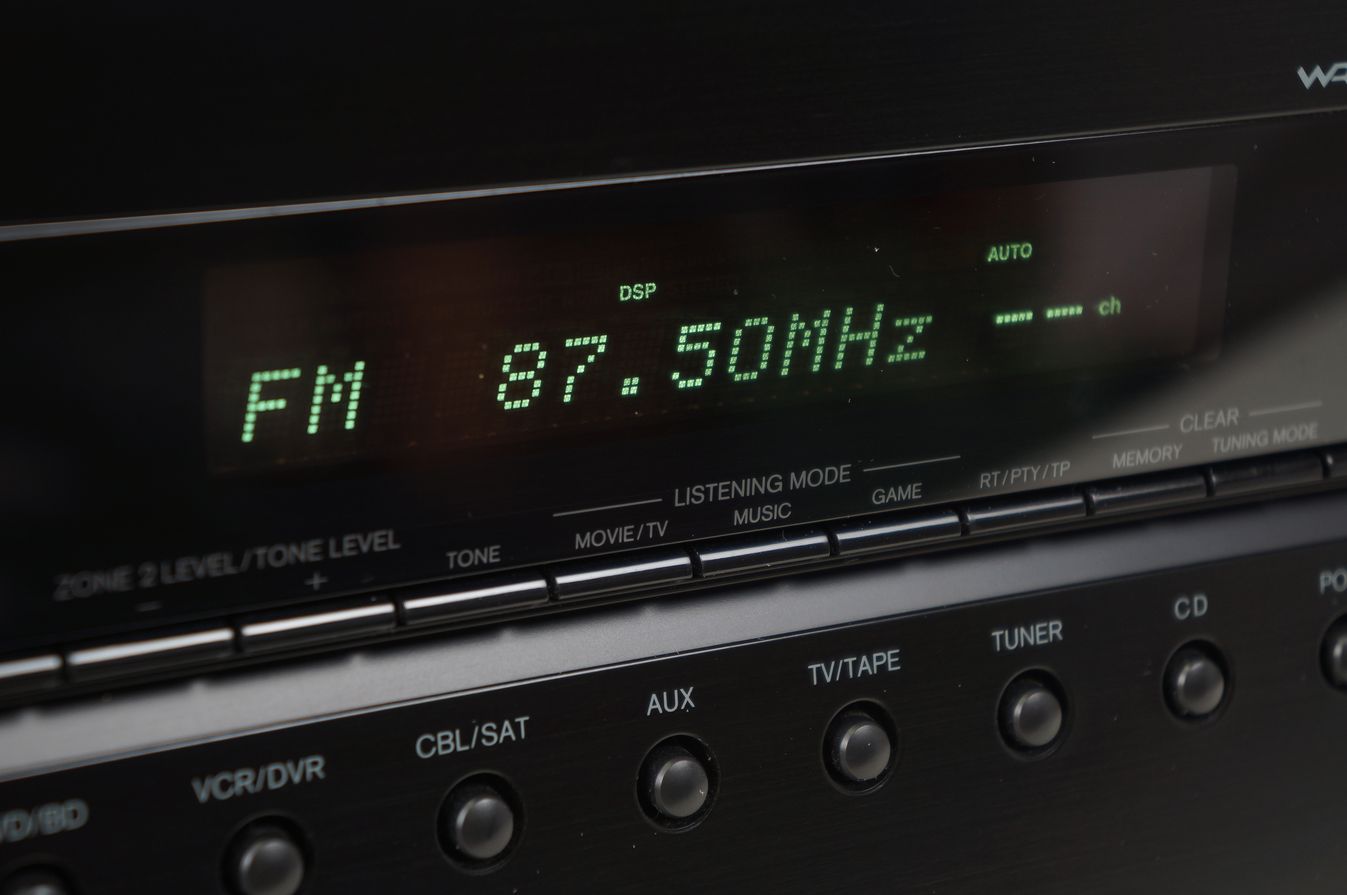 AUTO
DSP
FM 87.50MHz -- -- ch
CLEAR
LISTENING MODE
MEMORY TUNING MODE
MOVIE/TV MUSIC GAME RT/PTY/TP
ZONE 2 LEVEL/TONE LEVEL TONE
- +
VCR/DVR CBL/SAT AUX TV/TAPE TUNER CD